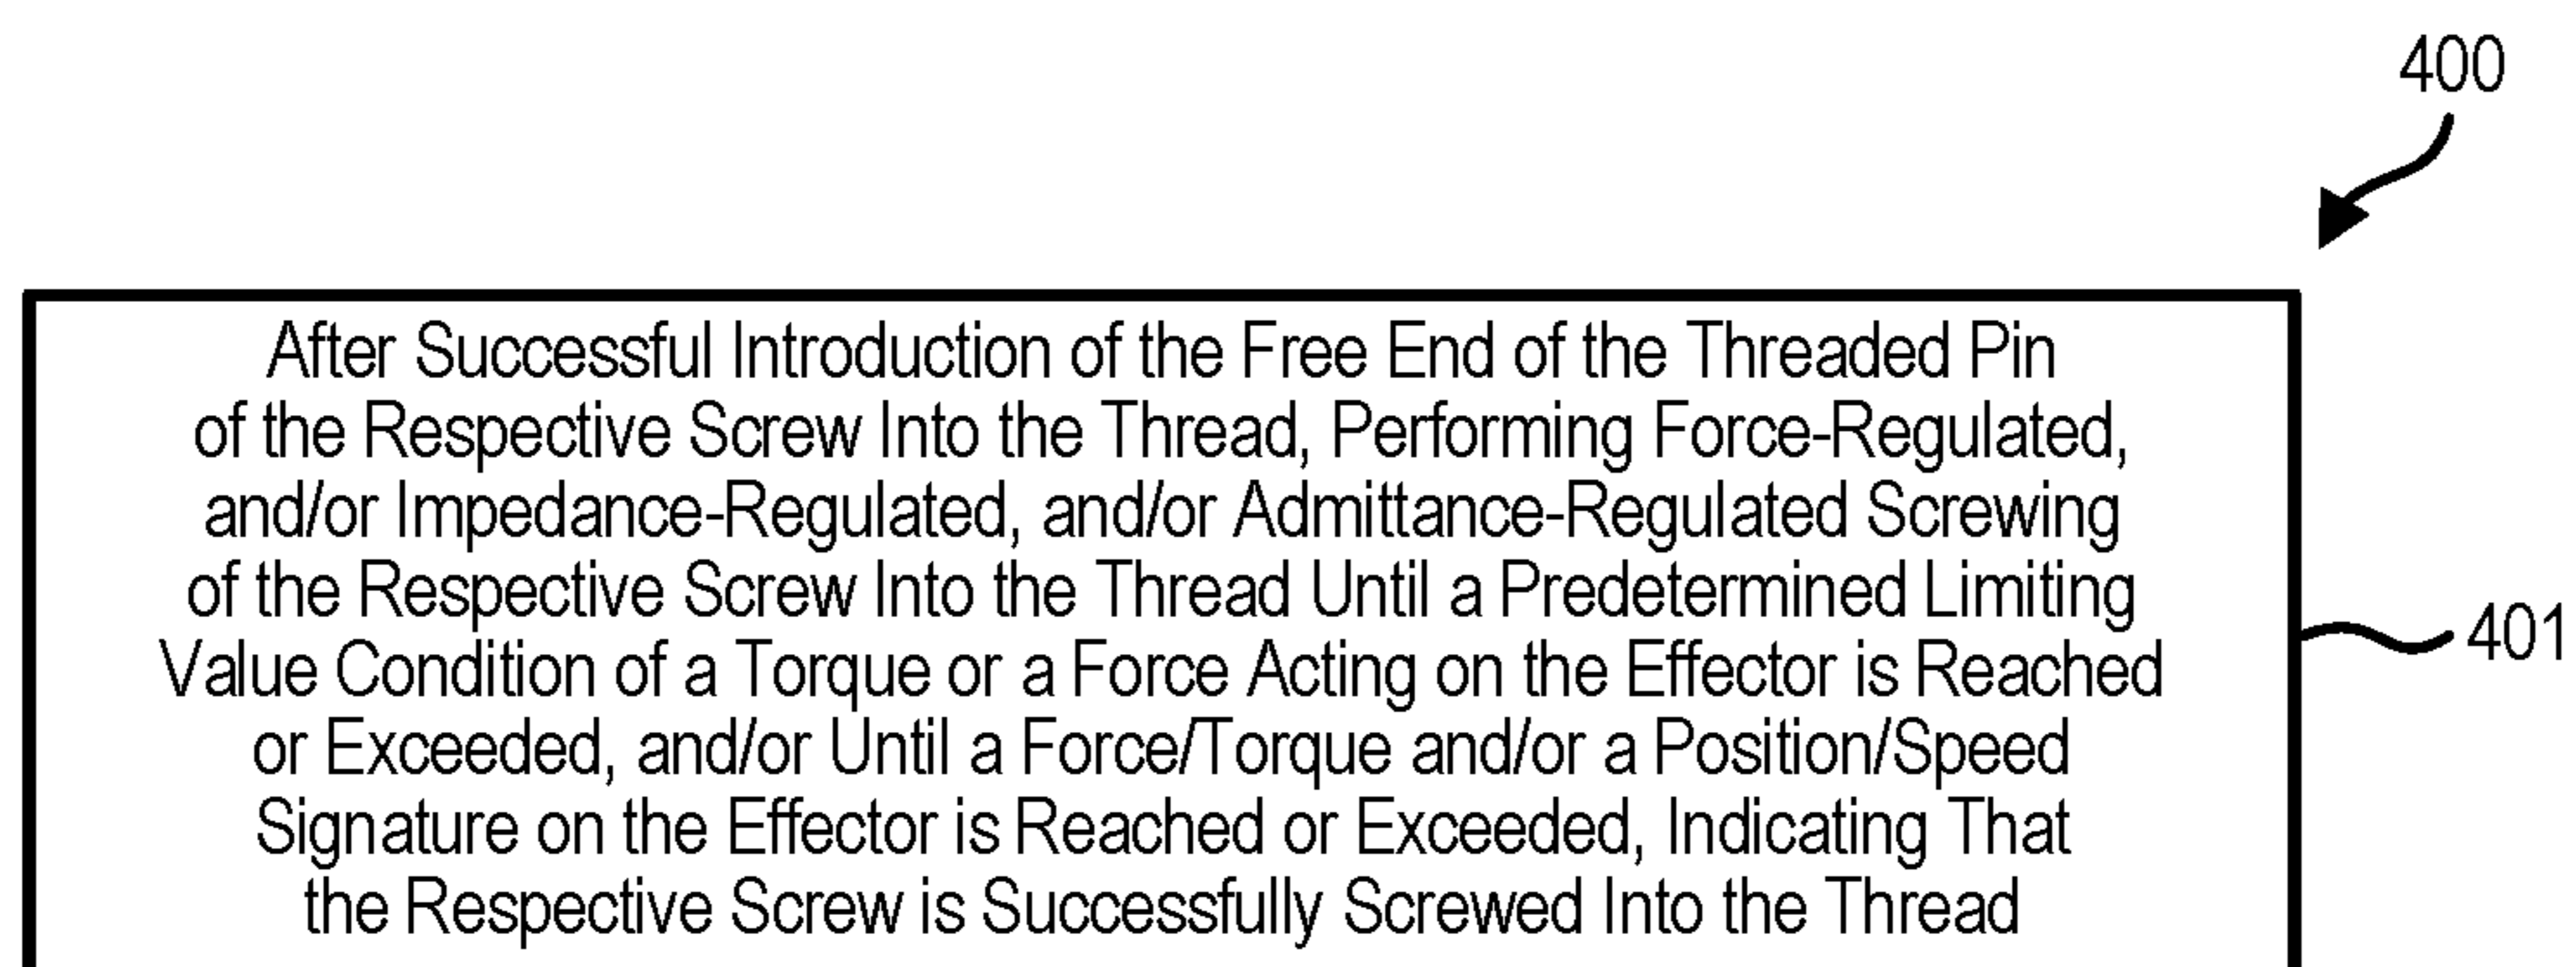 400
After Successful Introduction of the Free End of the Threaded Pin
of the Respective Screw Into the Thread, Performing Force-Regulated,
and/or Impedance-Regulated, and/or Admittance-Regulated Screwing
of the Respective Screw Into the Thread Until a Predetermined Limiting
Value Condition of a Torque or a Force Acting on the Effector is Reached
or Exceeded, and/or Until a Force/Torque and/or a Position/Speed
Signature on the Effector is Reached or Exceeded, Indicating That
the Respective Screw is Successfully Screwed Into the Thread
401